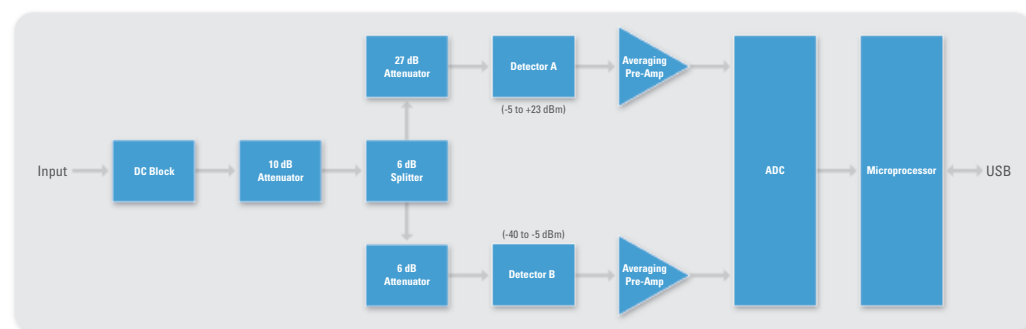 27 dB
Attenuator
Detector A
Averaging
Pre-Amp
(-5 to +23 dBm)
Input
DC Block
10 dB
Attenuator
6 dB
Splitter
ADC
Microprocessor
USB
(-40 to -5 dBm)
6 dB
Attenuator
Detector B
Averaging
Pre-Amp